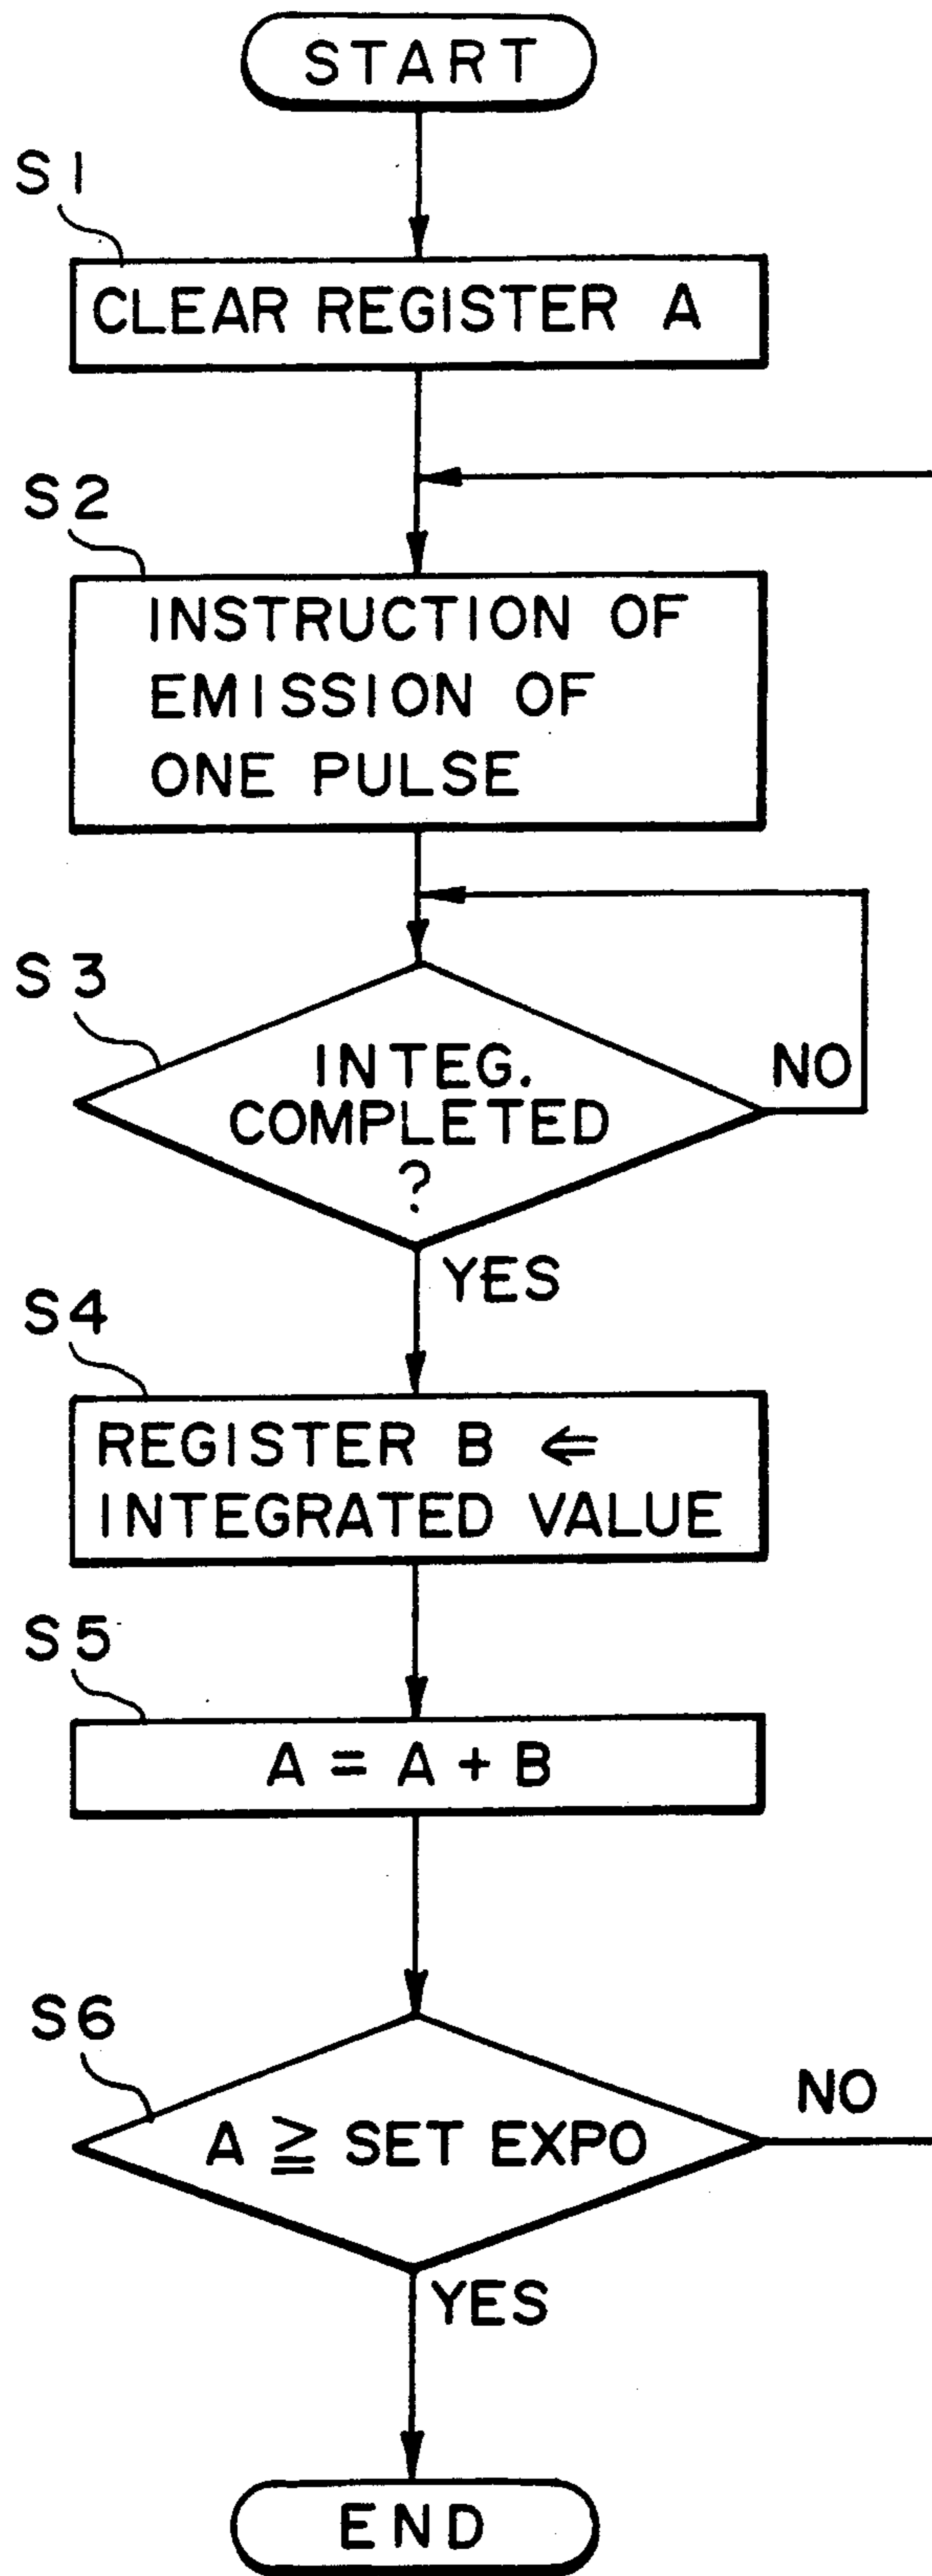 START
S1
CLEAR REGISTER A
S2
INSTRUCTION OF
EMISSION OF
ONE PULSE
S3
INTEG.
COMPLETED
?
NO
YES
S4
REGISTER B ⇐
INTEGRATED VALUE
S5
A = A + B
S6
A ≧ SET EXPO
NO
YES
END